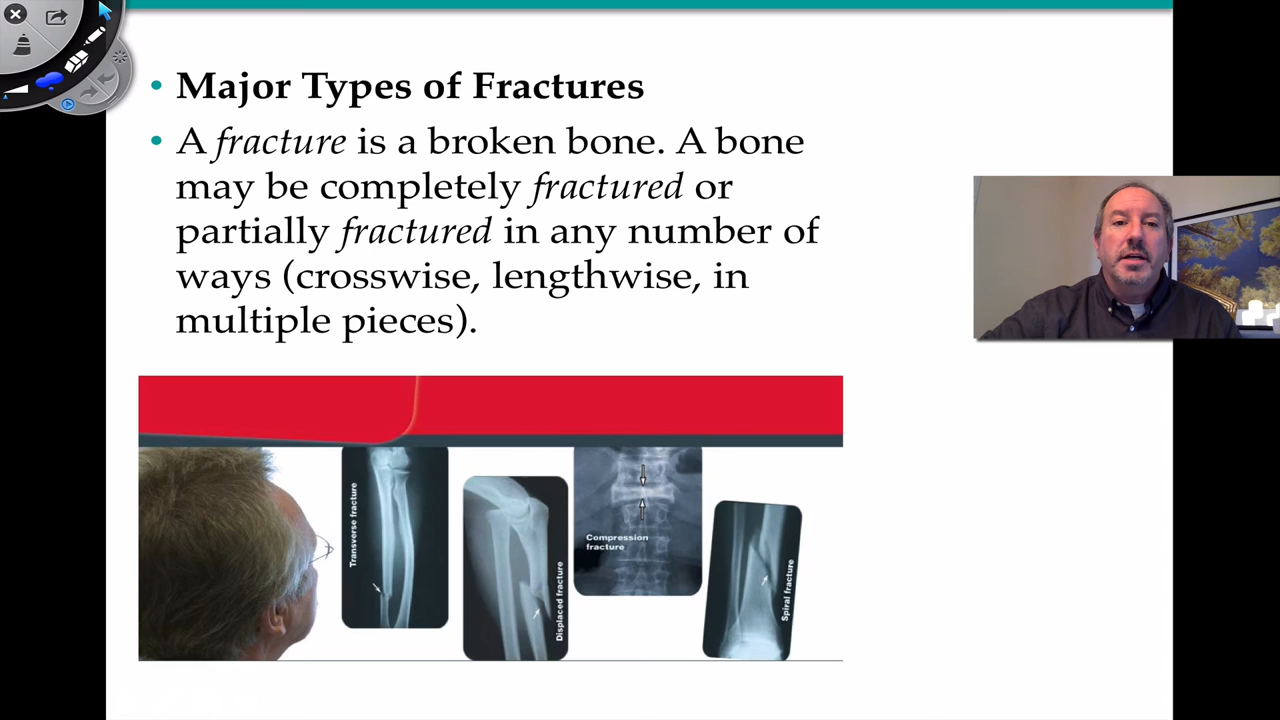 • Major Types of Fractures
• A fracture is a broken bone. A bone
may be completely fractured or
partially fractured in any number of
ways (crosswise, lengthwise, in
multiple pieces).
Transverse fracture
Displaced fracture
Compression
fracture
Spiral fracture